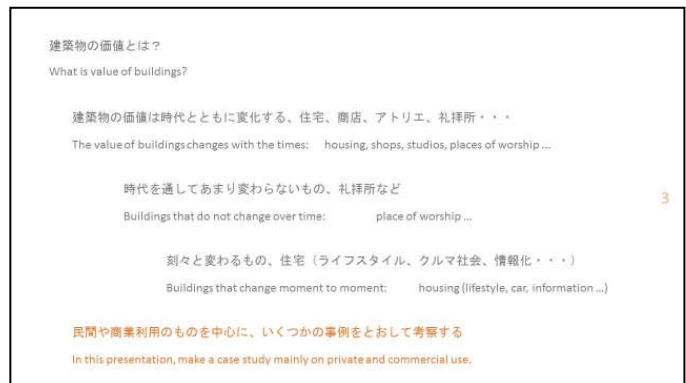 建築物の価値とは？
What is value of buildings?
建築物の価値は時代とともに変化する、住宅、商店、アトリエ、礼拝所・・・
The value of buildings changes with the times: housing, shops, studios, places of worship ...
時代を通してあまり変わらないもの、礼拝所など
Buildings that do not change over time: place of worship ...
3
刻々と変わるもの、住宅（ライフスタイル、クルマ社会、情報化・・・）
Buildings that change moment to moment: housing (lifestyle, car, information ...)
民間や商業利用のものを中心に、いくつかの事例をとおして考察する
In this presentation, make a case study mainly on private and commercial use.